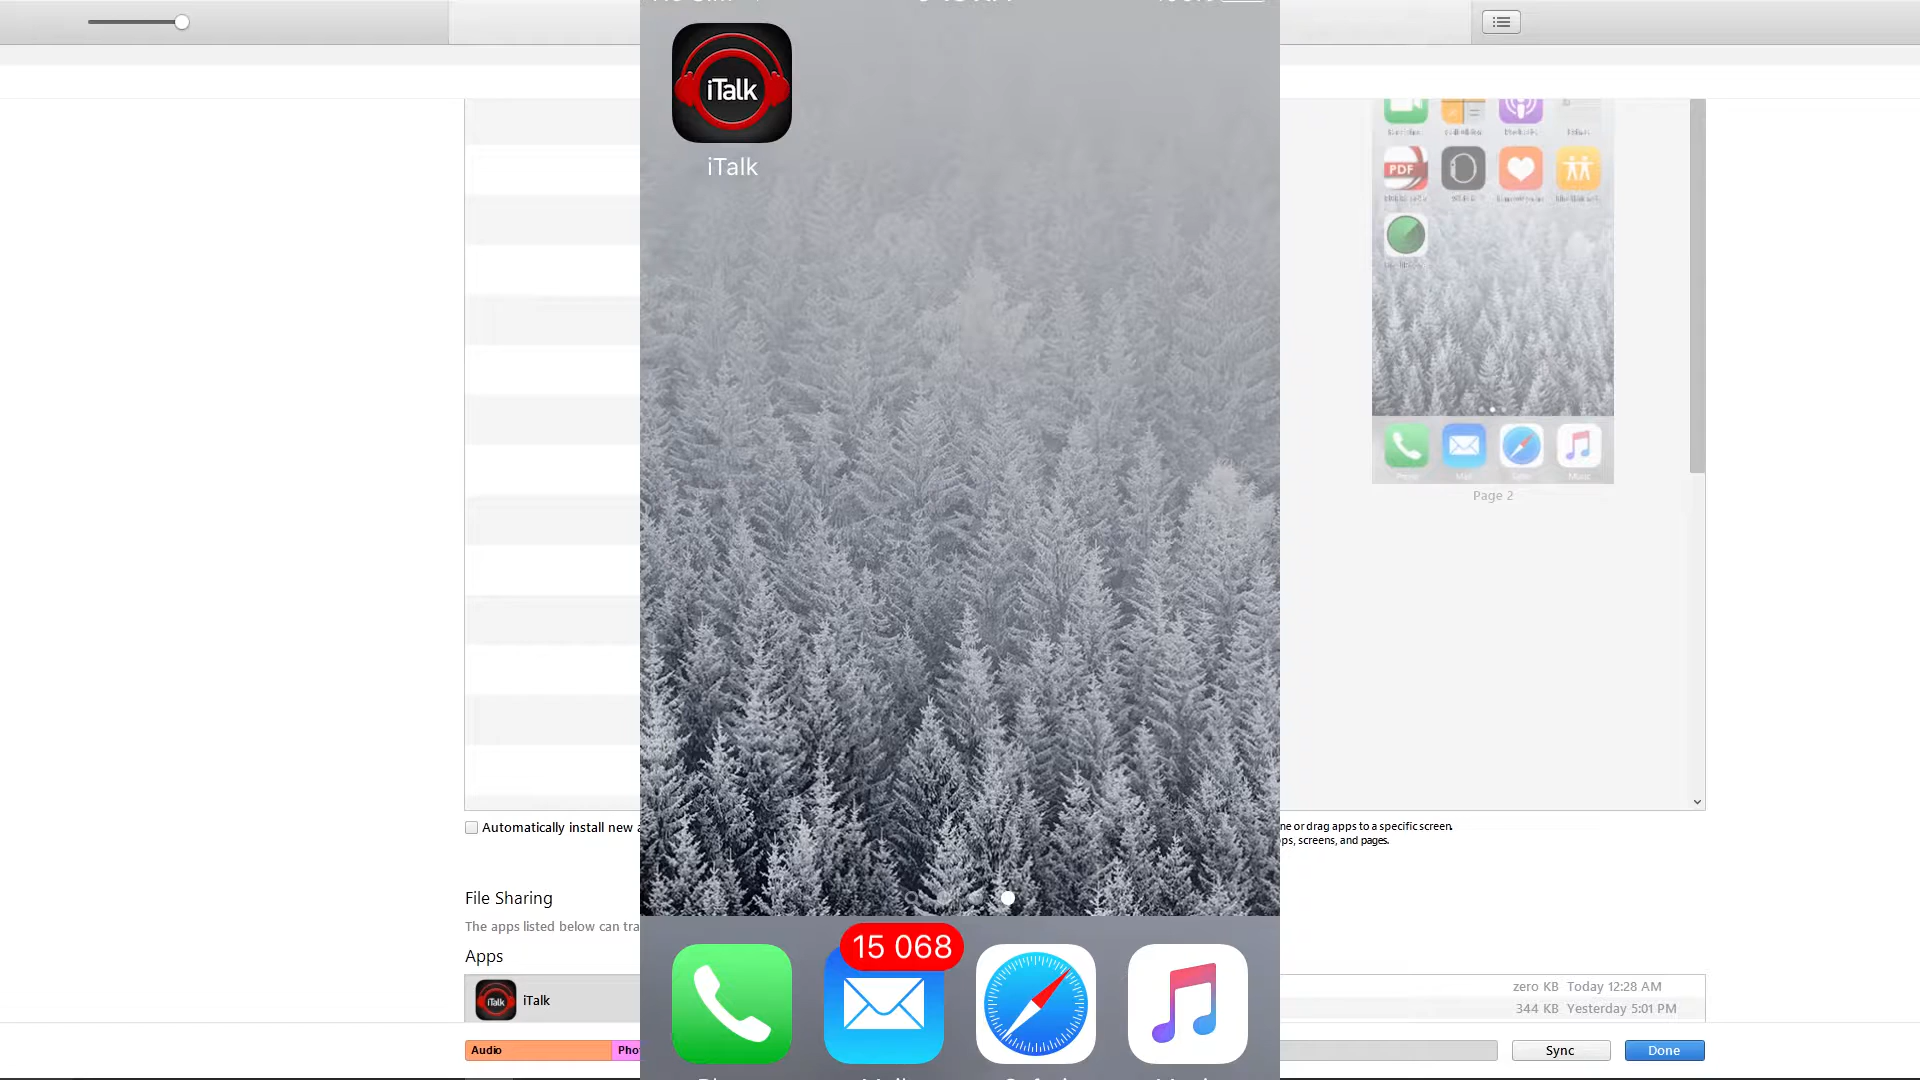 iTalk
iTalk
PDF
Page 2
Automatically install new
ne or drag apps to a specific screen.
ps, screens, and pages.
File Sharing
The apps listed below can tra
Apps
15 068
iTalk
iTalk
zero KB Today 12:28 AM
344 KB Yesterday 5:01 PM
Audio
Pho
Sync
Done